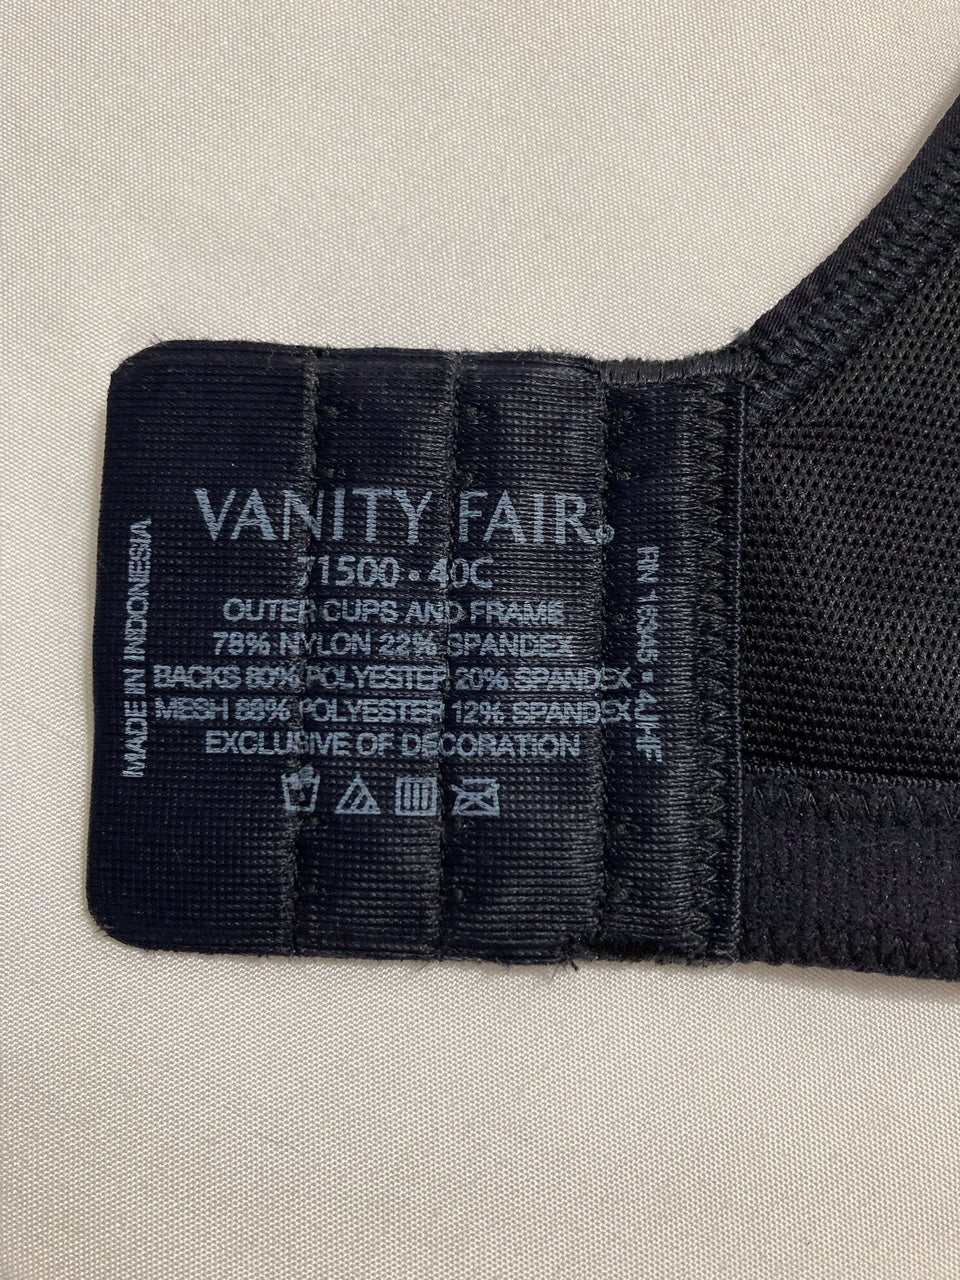 VANITY FAIR®
71500 • 40C
OUTER CUPS AND FRAME
78% NYLON 22% SPANDEX
BACKS 80% POLYESTER 20% SPANDEX
MESH 88% POLYESTER 12% SPANDEX
EXCLUSIVE OF DECORATION
MADE IN INDONESIA
RN